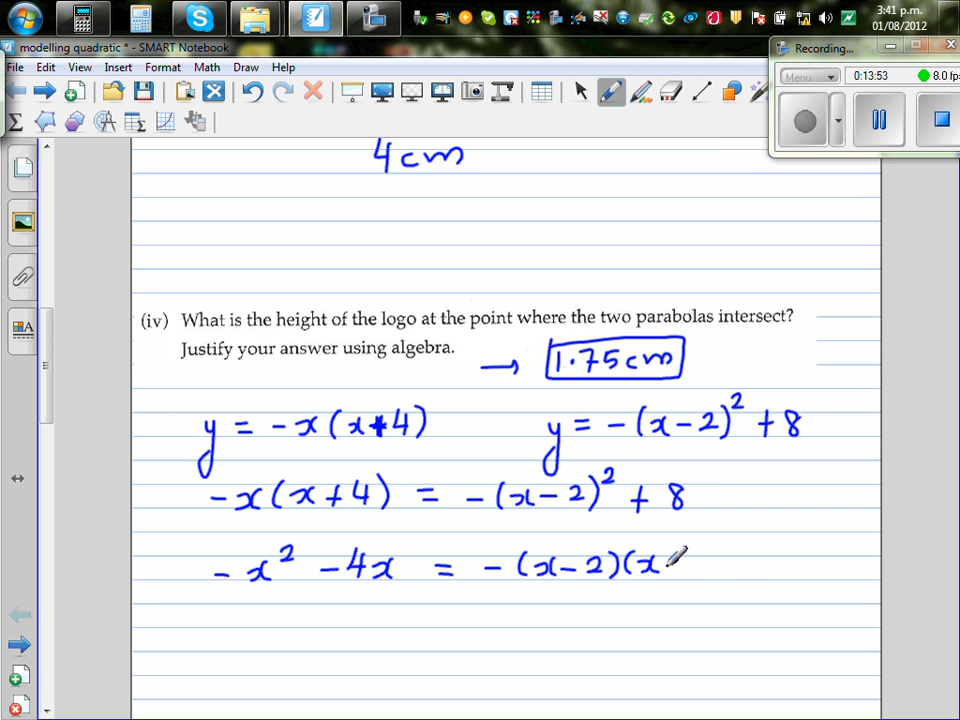 3:41 p.m.
01/08/2012
modelling quadratic * - SMART Notebook
File Edit View Insert Format Math Draw Help
Recording...
Menu 0:13:53 8.0 fp
4cm
(iv) What is the height of the logo at the point where the two parabolas intersect?
Justify your answer using algebra. → 1.75cm
y = -x(x+4) y = -(x-2)² + 8
-x(x+4) = -(x-2)² + 8
-x² - 4x = -(x-2)(x